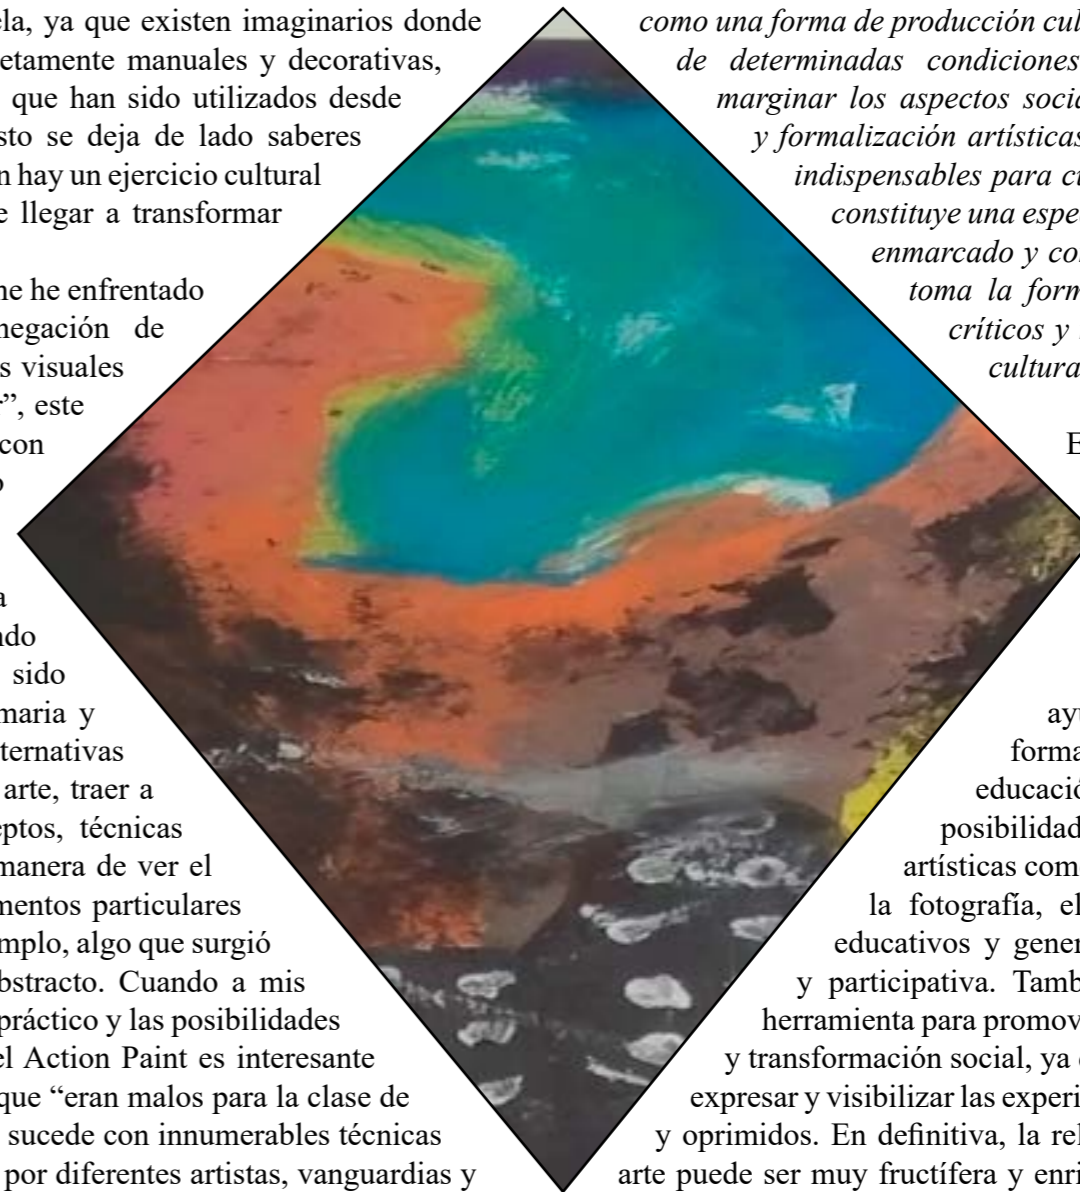 ela, ya que existen imaginarios donde
etamente manuales y decorativas,
que han sido utilizados desde
sto se deja de lado saberes
n hay un ejercicio cultural
e llegar a transformar
ne he enfrentado
negación de
s visuales
”, este
con
o
a
ndo
sido
maria y
ternativas
arte, traer a
eptos, técnicas
manera de ver el
mentos particulares
mplo, algo que surgió
bstracto. Cuando a mis
práctico y las posibilidades
el Action Paint es interesante
que “eran malos para la clase de
sucede con innumerables técnicas
por diferentes artistas, vanguardias y
como una forma de producción cul
de determinadas condiciones
marginar los aspectos socia
y formalización artísticas
indispensables para cu
constituye una espe
enmarcado y co
toma la form
críticos y
cultura
E
ay
forma
educació
posibilidad
artísticas com
la fotografía, el
educativos y gener
y participativa. Tamb
herramienta para promov
y transformación social, ya
expresar y visibilizar las experi
y oprimidos. En definitiva, la rel
arte puede ser muy fructífera y enri